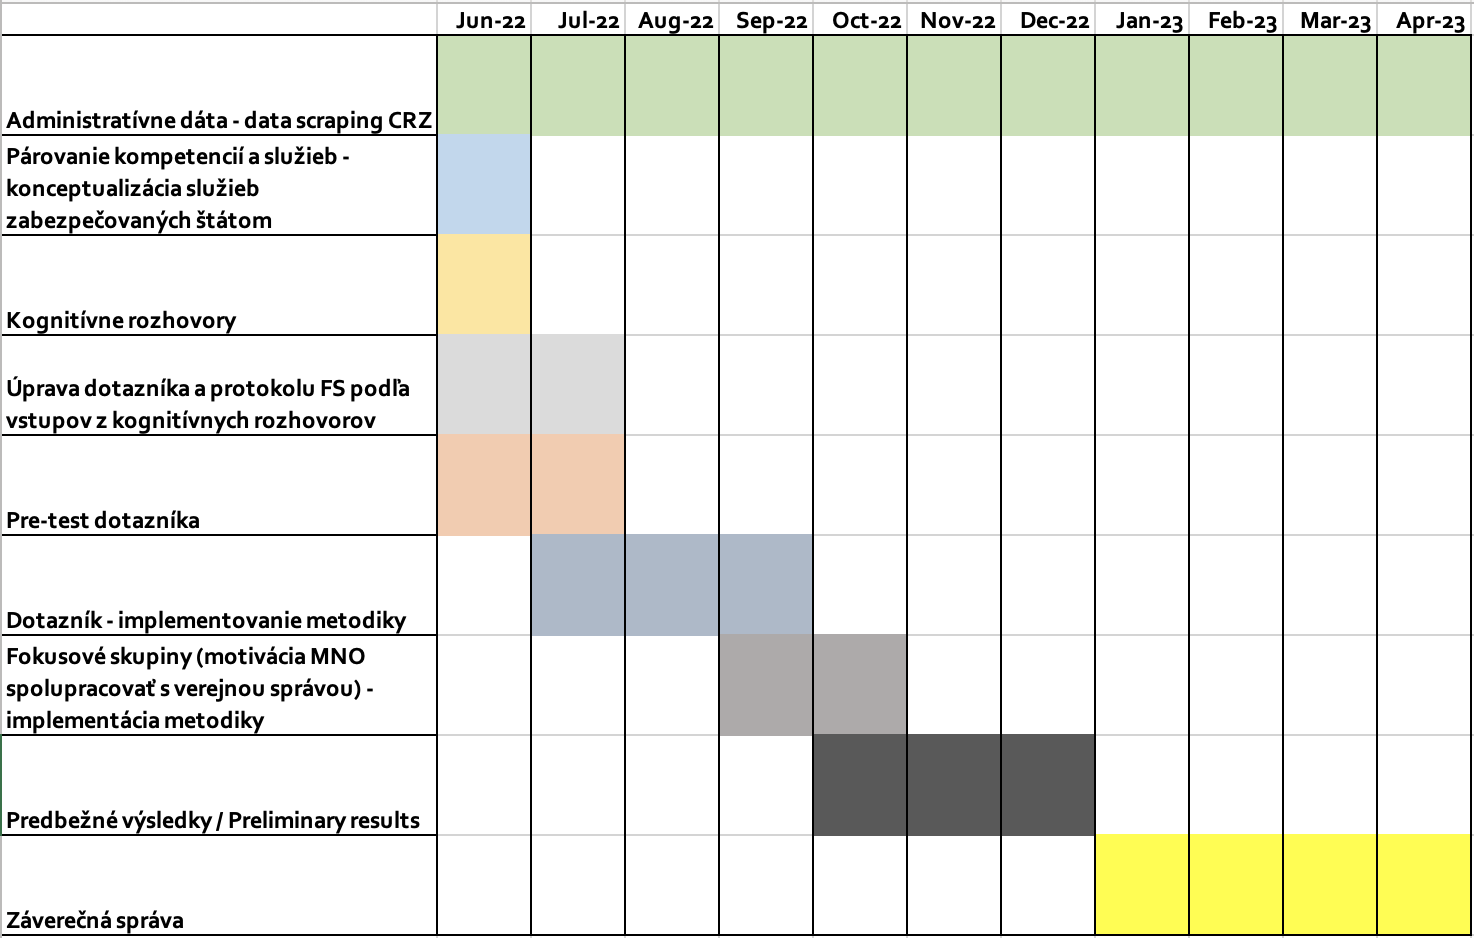 Jun-22 Jul-22 Aug-22 Sep-22 Oct-22 Nov-22 Dec-22 Jan-23 Feb-23 Mar-23 Apr-23
Administratívne dáta - data scraping CRZ
Párovanie kompetencií a služieb -
konceptualizácia služieb
zabezpečovaných štátom
Kognitívne rozhovory
Úprava dotazníka a protokolu FS podľa
vstupov z kognitívnych rozhovorov
Pre-test dotazníka
Dotazník - implementovanie metodiky
Fokusové skupiny (motivácia MNO
spolupracovať s verejnou správou) -
implementácia metodiky
Predbežné výsledky / Preliminary results
Záverečná správa